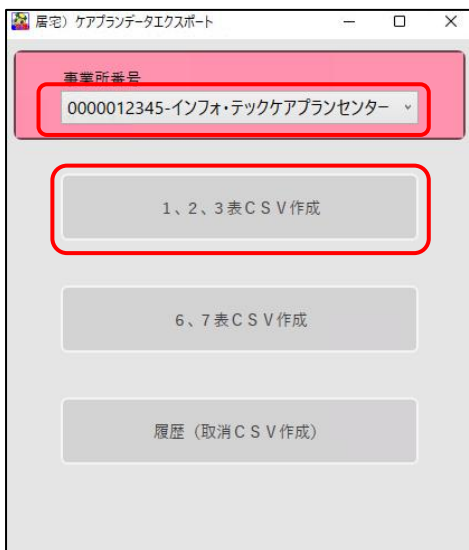 居宅）ケアプランデータエクスポート
事業所番号
0000012345-インフォ・テックケアプランセンター
1、2、3表ＣＳＶ作成
6、7表ＣＳＶ作成
履歴（取消ＣＳＶ作成）